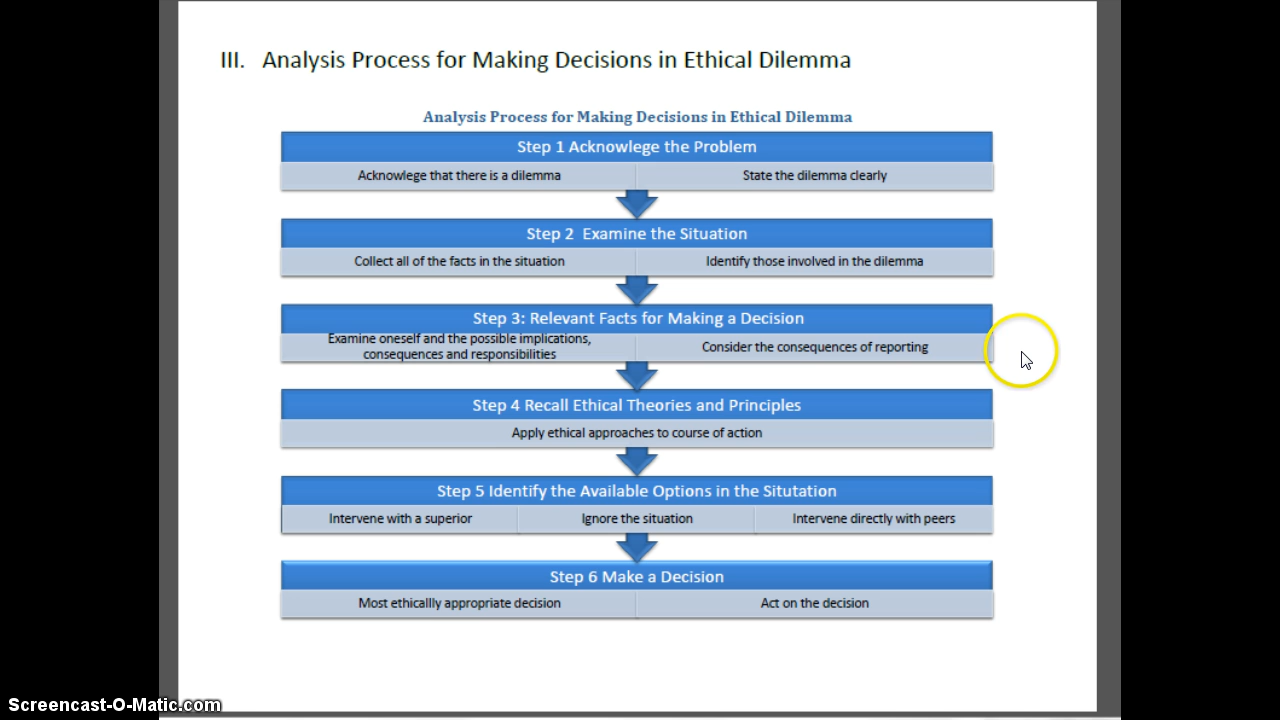 III. Analysis Process for Making Decisions in Ethical Dilemma
Analysis Process for Making Decisions in Ethical Dilemma
Step 1 Acknowlege the Problem
Acknowlege that there is a dilemma
State the dilemma clearly
Step 2 Examine the Situation
Collect all of the facts in the situation
Identify those involved in the dilemma
Step 3: Relevant Facts for Making a Decision
Examine oneself and the possible implications,
consequences and responsibilities
Consider the consequences of reporting
Step 4 Recall Ethical Theories and Principles
Apply ethical approaches to course of action
Step 5 Identify the Available Options in the Situtation
Intervene with a superior
Ignore the situation
Intervene directly with peers
Step 6 Make a Decision
Most ethicallly appropriate decision
Act on the decision
Screencast-O-Matic.com